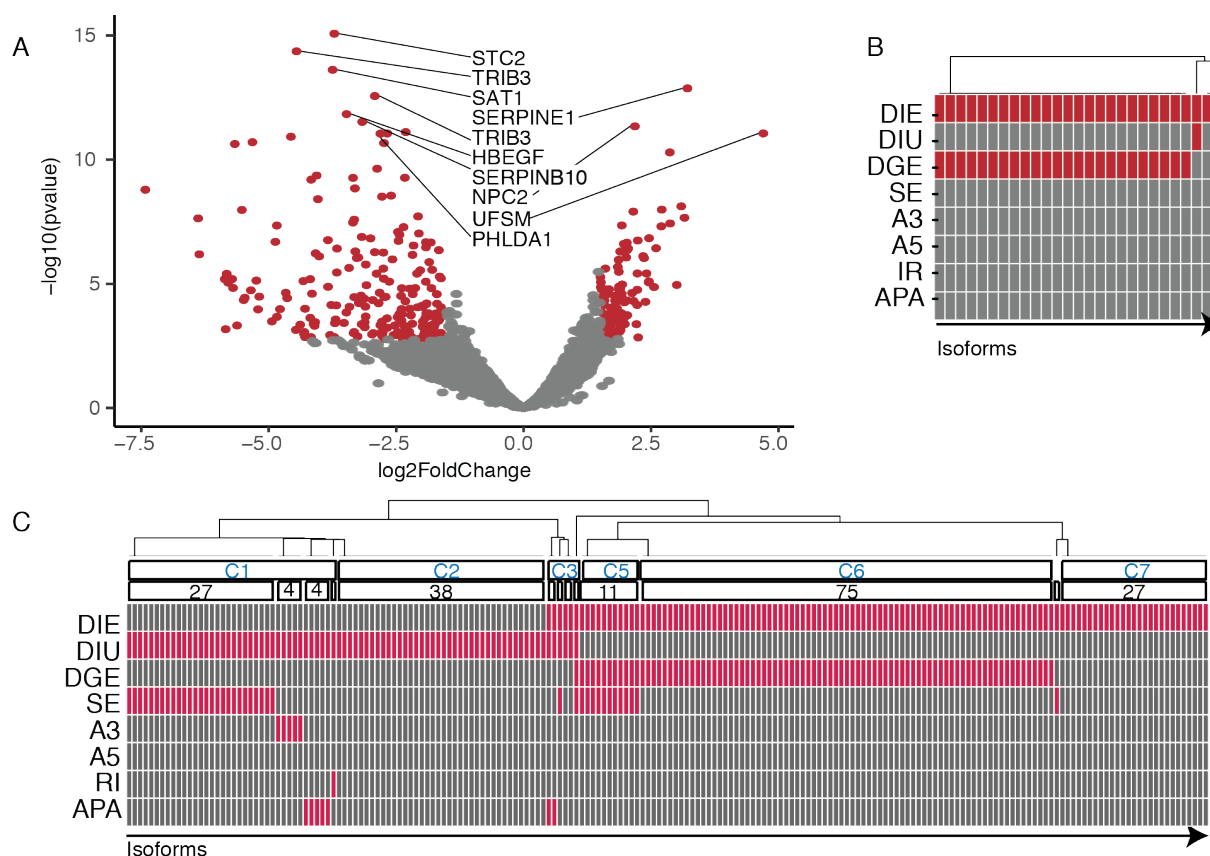 A
15
10
5
0
−log10(pvalue)
STC2
TRIB3
SAT1
SERPINE1
TRIB3
HBEGF
SERPINB10
NPC2
UFSM
PHLDA1
−7.5 −5.0 −2.5 0.0 2.5 5.0
log2FoldChange
B
DIE
DIU
DGE
SE
A3
A5
IR
APA
Isoforms
C
C1 C2 C3 C5 C6 C7
27 4 4 38 11 75 27
DIE
DIU
DGE
SE
A3
A5
RI
APA
Isoforms